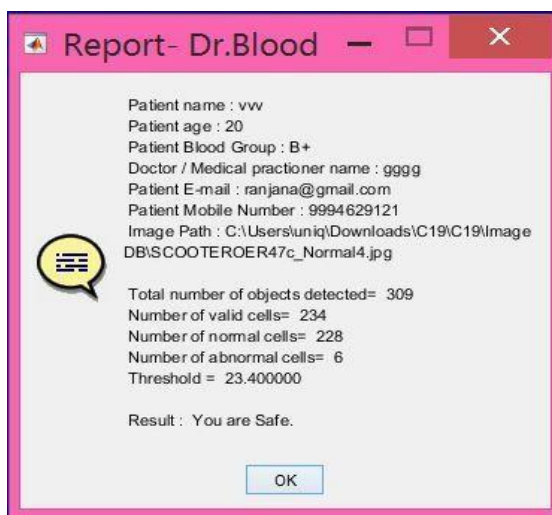 Report- Dr.Blood
Patient name : vvv
Patient age : 20
Patient Blood Group : B+
Doctor / Medical practioner name : gggg
Patient E-mail : ranjana@gmail.com
Patient Mobile Number : 9994629121
Image Path : C:\Users\uniq\Downloads\C19\C19\Image
DB\SCOOTEROER47c_Normal4.jpg
Total number of objects detected= 309
Number of valid cells= 234
Number of normal cells= 228
Number of abnormal cells= 6
Threshold = 23.400000
Result : You are Safe.
OK